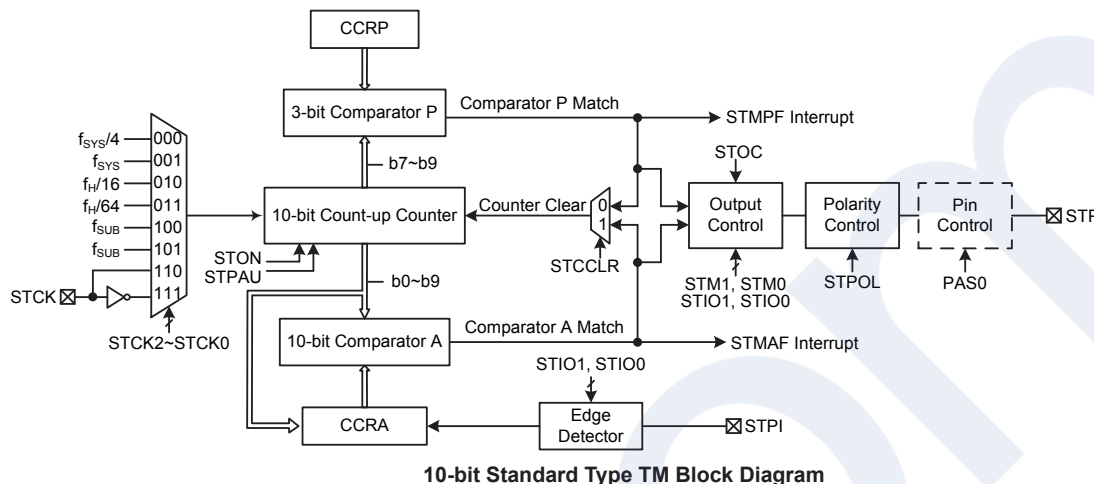 CCRP
3-bit Comparator P
Comparator P Match
STMPF Interrupt
b7~b9
STOC
fSYS/4
000
fSYS
001
fH/16
010
fH/64
011
fSUB
100
fSUB
101
110
111
STCK
STCK2~STCK0
10-bit Count-up Counter
Counter Clear
0
1
STCCLR
Output
Control
Polarity
Control
Pin
Control
STP
STON
STPAU
b0~b9
STM1, STM0
STIO1, STIO0
STPOL
PAS0
10-bit Comparator A
Comparator A Match
STMAF Interrupt
STIO1, STIO0
CCRA
Edge
Detector
STPI
10-bit Standard Type TM Block Diagram